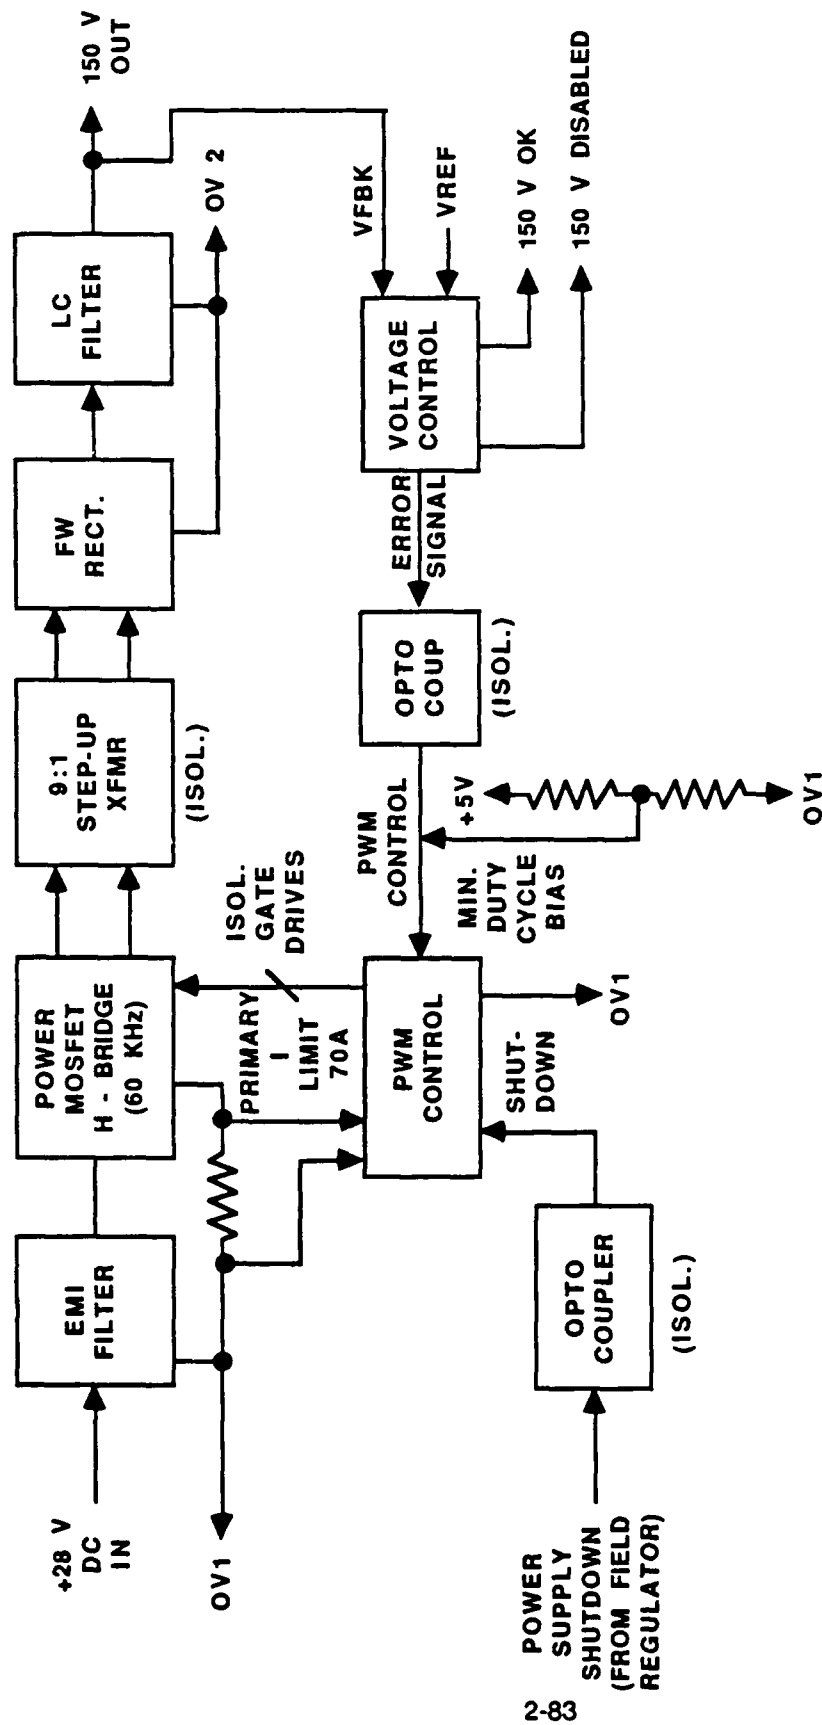 +28 V
DC
IN
EMI
FILTER
POWER
MOSFET
H - BRIDGE
(60 KHz)
9:1
STEP-UP
XFMR
(ISOL.)
FW
RECT.
LC
FILTER
150 V
OUT
OV1
PRIMARY
I
LIMIT
70A
ISOL.
GATE
DRIVES
OV 2
VFBK
VREF
PWM
CONTROL
PWM
CONTROL
OPTO
COUP
(ISOL.)
ERROR
SIGNAL
VOLTAGE
CONTROL
150 V OK
150 V DISABLED
MIN.
DUTY
CYCLE
BIAS
+5V
OV1
SHUT-
DOWN
OV1
OPTO
COUPLER
(ISOL.)
POWER
SUPPLY
SHUTDOWN
(FROM FIELD
REGULATOR)
2-83